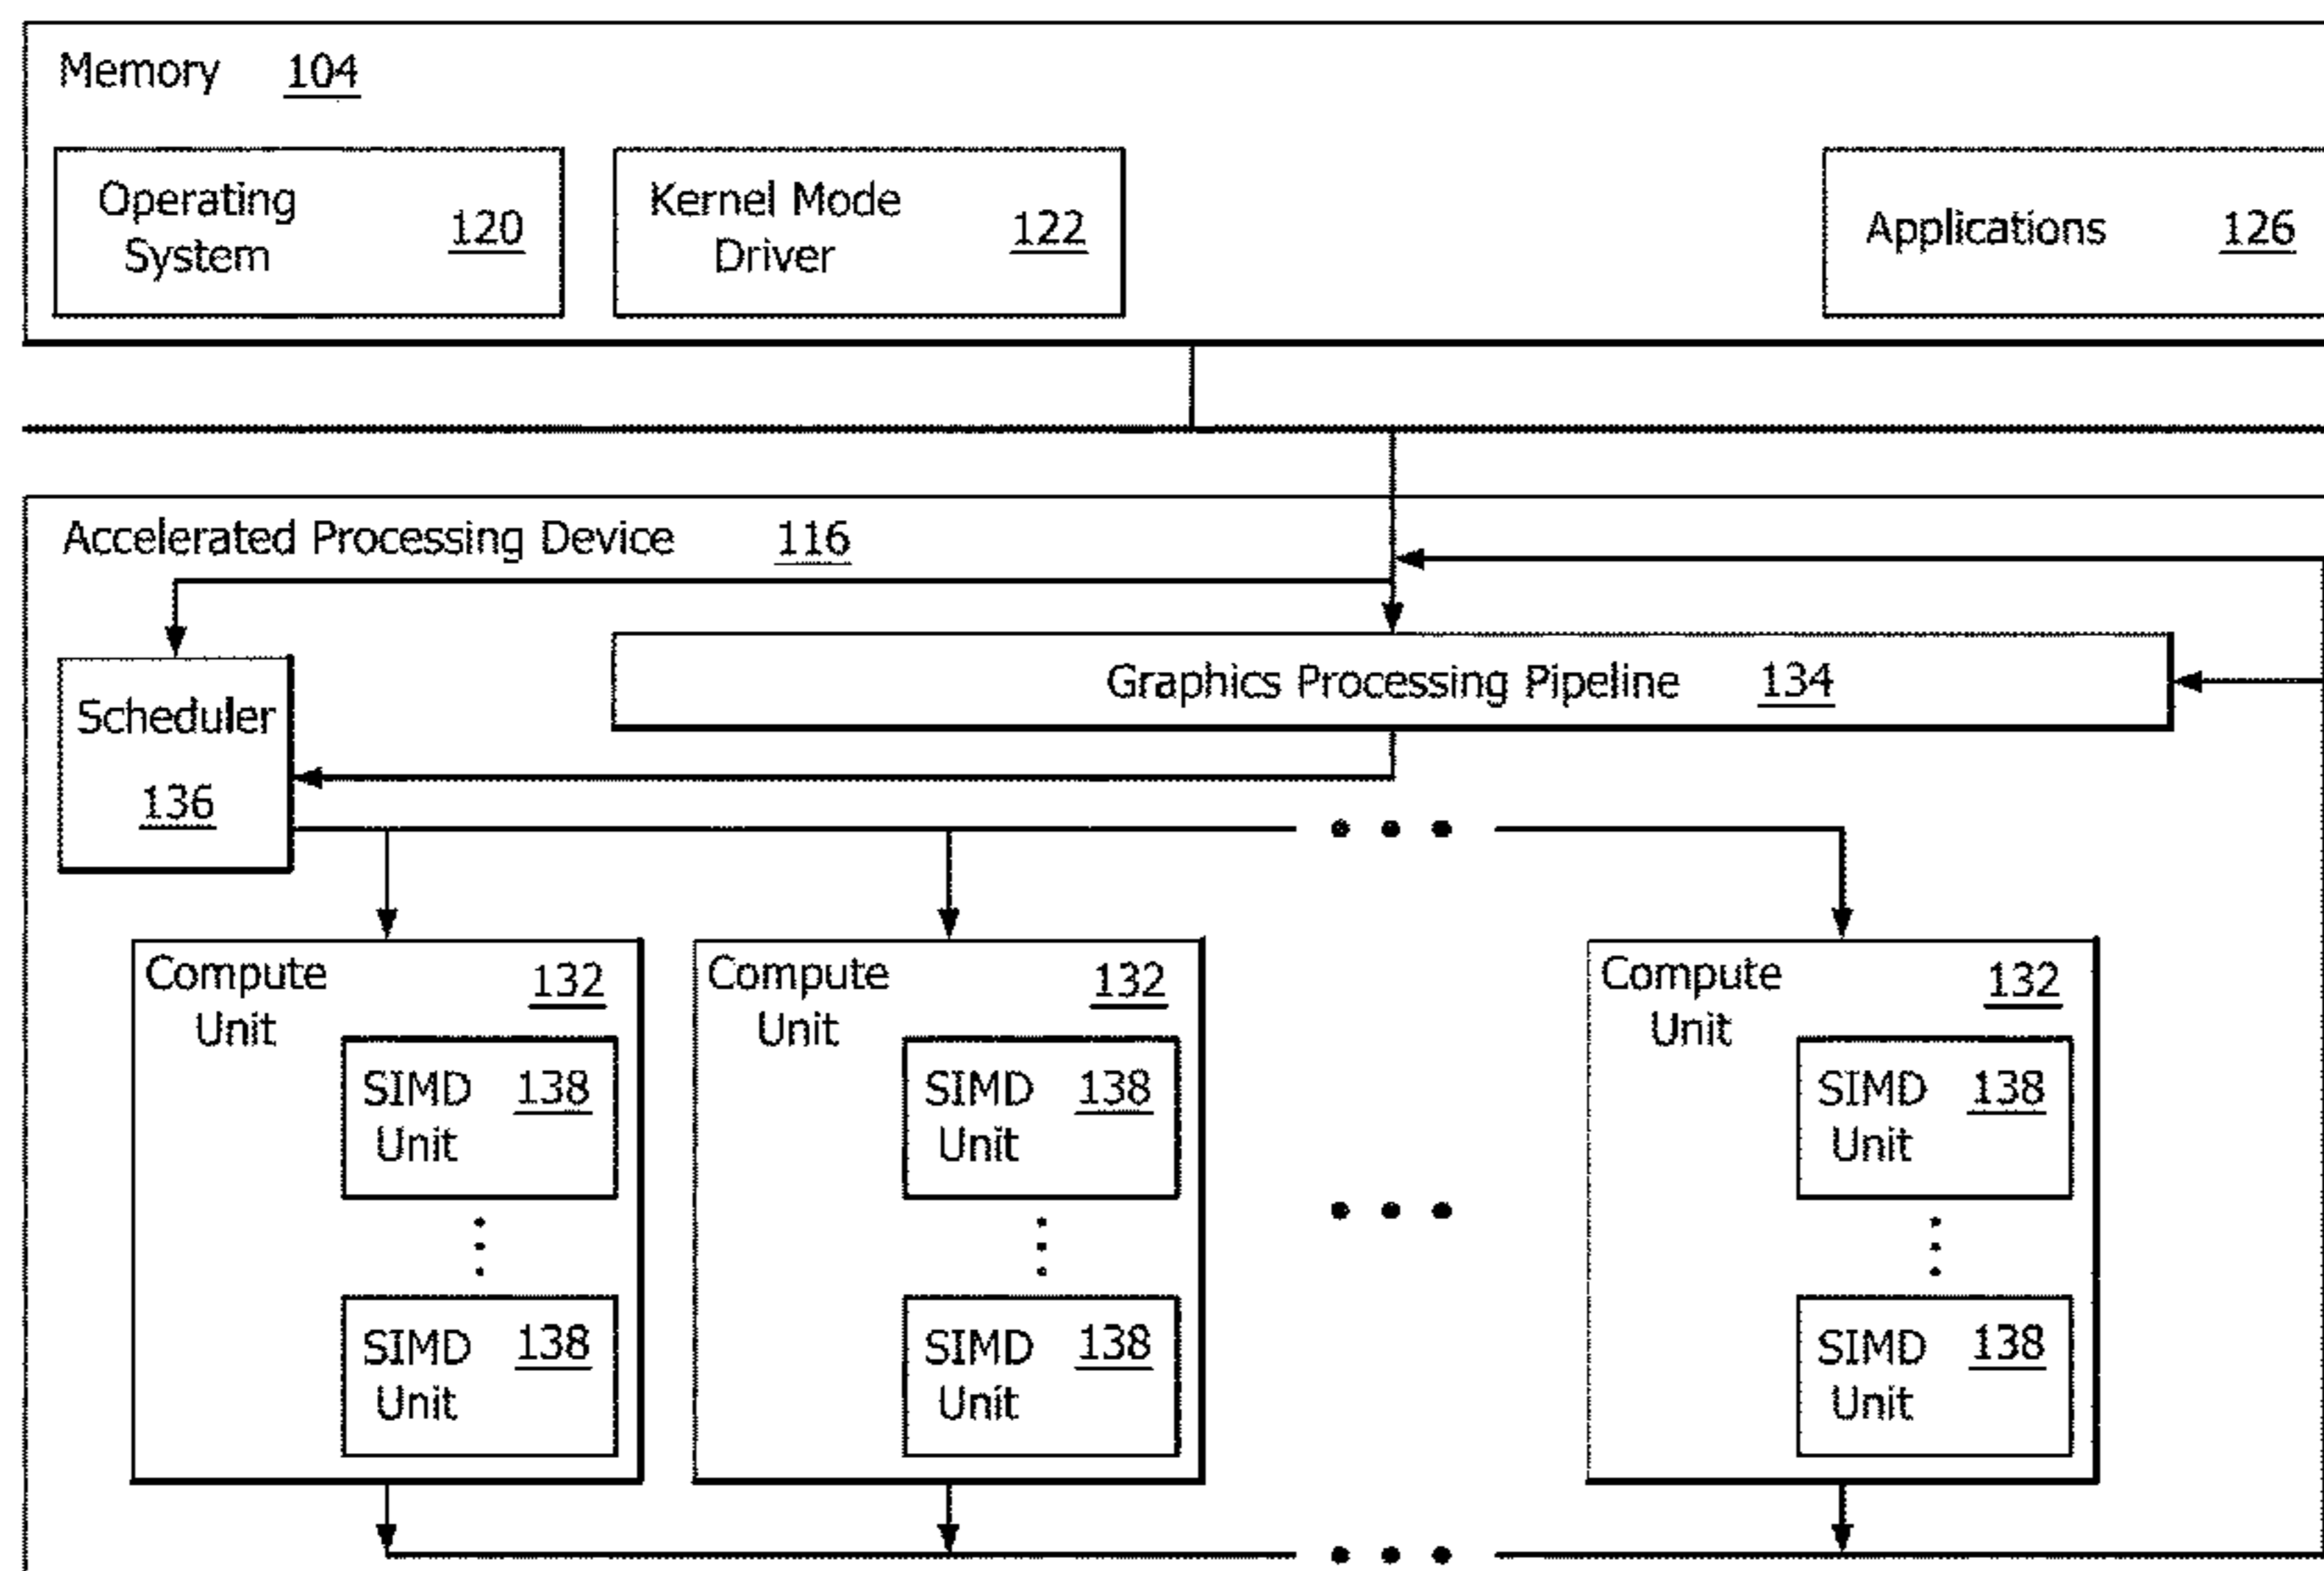 Memory 104
Operating
System 120
Kernel Mode
Driver 122
Applications 126
Accelerated Processing Device 116
Graphics Processing Pipeline 134
Scheduler
136
Compute
Unit 132
SIMD
Unit 138
SIMD
Unit 138
Compute
Unit 132
SIMD
Unit 138
SIMD
Unit 138
Compute
Unit 132
SIMD
Unit 138
SIMD
Unit 138